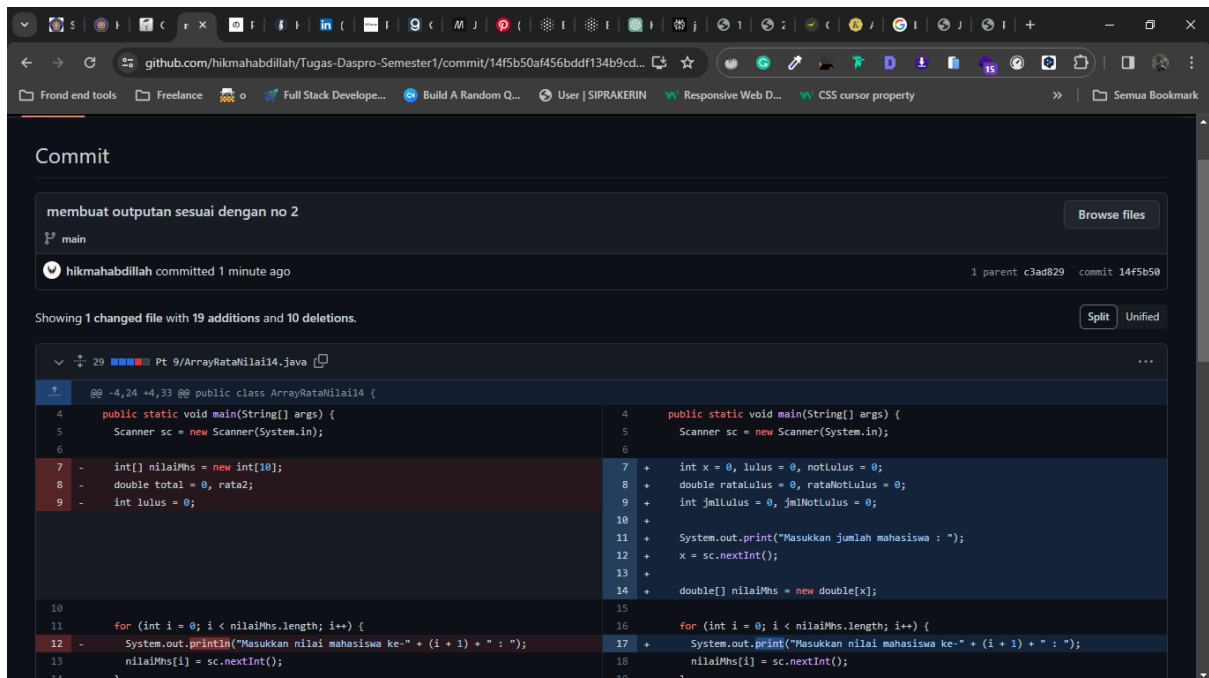 github.com/hikmahabdillah/Tugas-Daspro-Semester1/commit/14f5b50af456bddf134b9cd...
15
Frond end tools Freelance o Full Stack Develope... Build A Random Q... User | SIPRAKERIN Responsive Web D... CSS cursor property » Semua Bookmark
Commit
membuat outputan sesuai dengan no 2
Browse files
main
hikmahabdillah committed 1 minute ago 1 parent c3ad829 commit 14f5b50
Showing 1 changed file with 19 additions and 10 deletions. Split Unified
29 Pt 9/ArrayRataNilai14.java ...
@@ -4,24 +4,33 @@ public class ArrayRataNilai14 {
4 public static void main(String[] args) { 4 public static void main(String[] args) {
5 Scanner sc = new Scanner(System.in); 5 Scanner sc = new Scanner(System.in);
6 6
7 - int[] nilaiMhs = new int[10]; 7 + int x = 0, lulus = 0, notLulus = 0;
8 - double total = 0, rata2; 8 + double rataLulus = 0, rataNotLulus = 0;
9 - int lulus = 0; 9 + int jmlLulus = 0, jmlNotLulus = 0;
10 +
11 + System.out.print("Masukkan jumlah mahasiswa : ");
12 + x = sc.nextInt();
13 +
14 + double[] nilaiMhs = new double[x];
10 15
11 for (int i = 0; i < nilaiMhs.length; i++) { 16 for (int i = 0; i < nilaiMhs.length; i++) {
12 - System.out.println("Masukkan nilai mahasiswa ke-" + (i + 1) + " : "); 17 + System.out.print("Masukkan nilai mahasiswa ke-" + (i + 1) + " : ");
13 nilaiMhs[i] = sc.nextInt(); 18 nilaiMhs[i] = sc.nextInt();